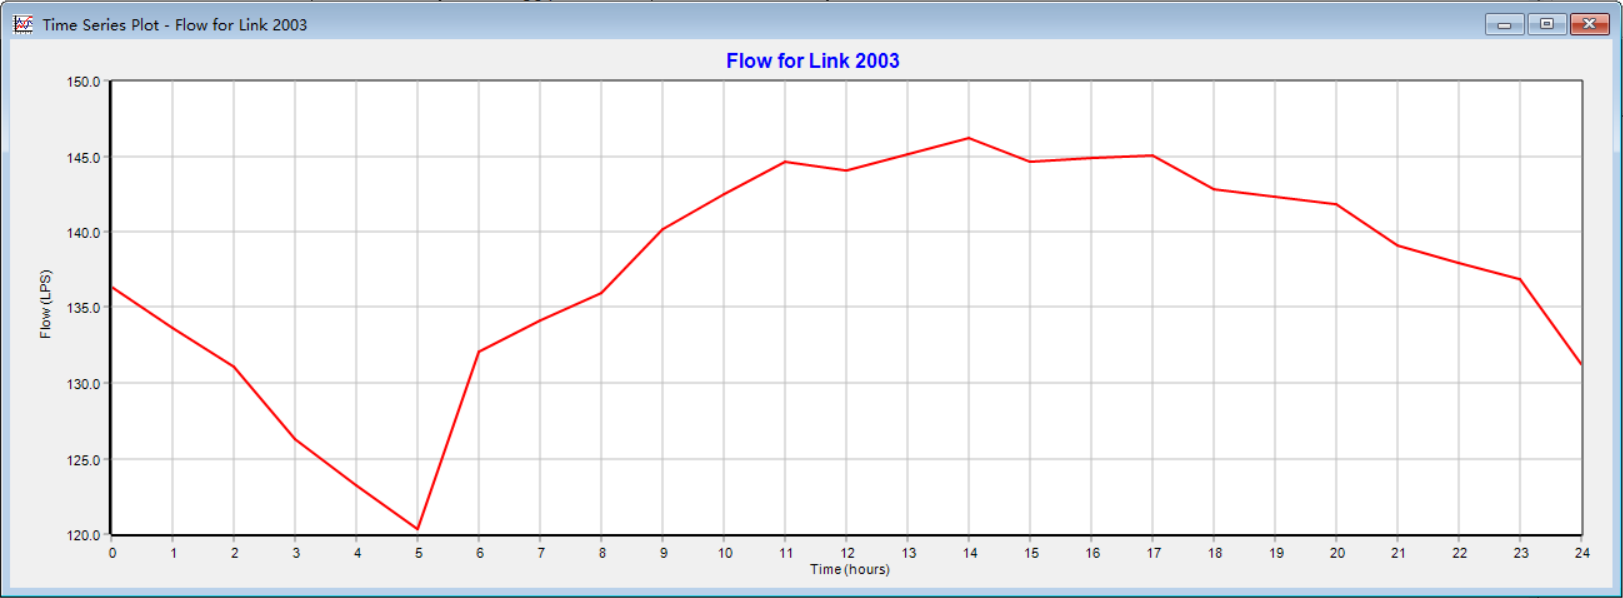 Time Series Plot - Flow for Link 2003
Flow for Link 2003
150.0
145.0
140.0
135.0
130.0
125.0
120.0
Flow (LPS)
0 1 2 3 4 5 6 7 8 9 10 11 12 13 14 15 16 17 18 19 20 21 22 23 24
Time (hours)